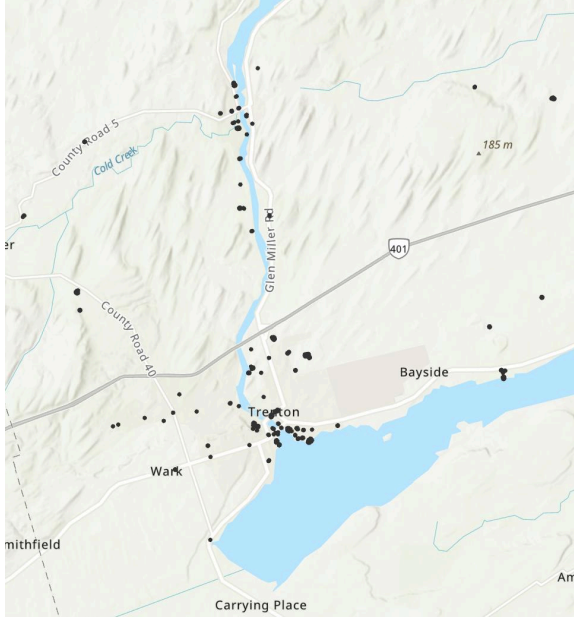 185 m
County Road 5
Cold Creek
er
Glen Miller Rd
401
County Road 40
Bayside
Trenton
Wark
mithfield
Am
Carrying Place